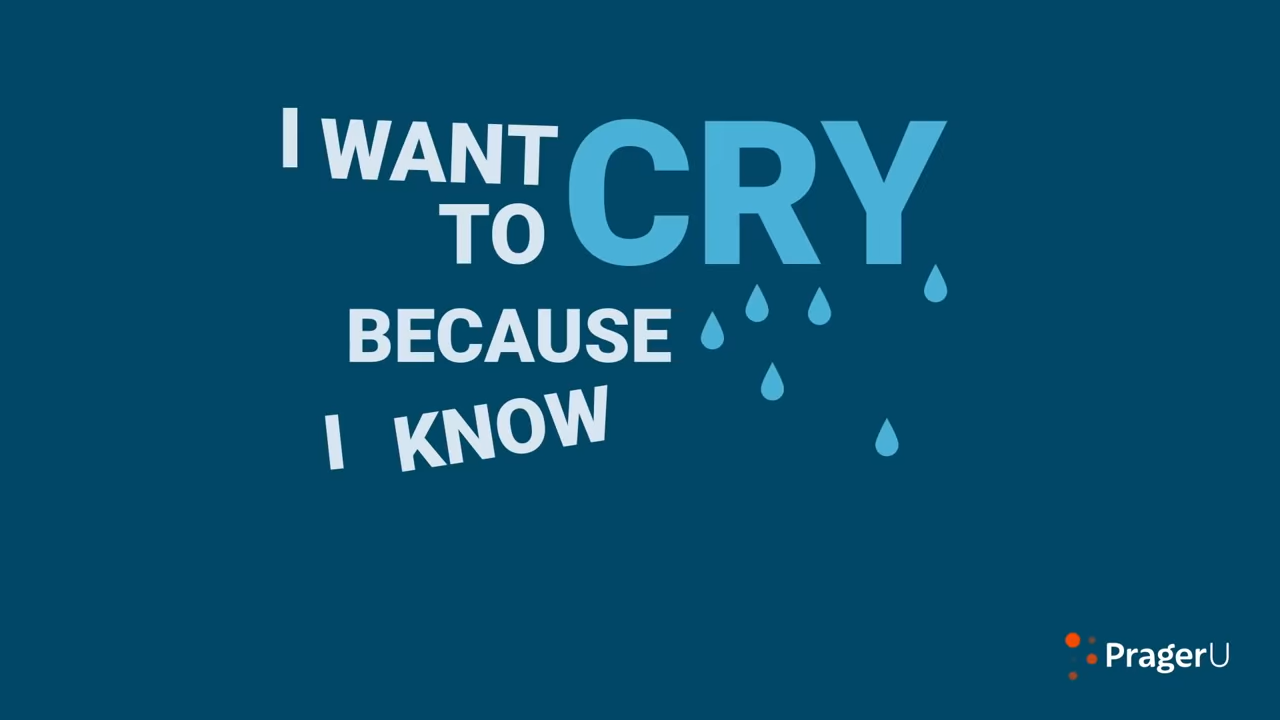 I WANT
TO CRY
BECAUSE
I KNOW
PragerU